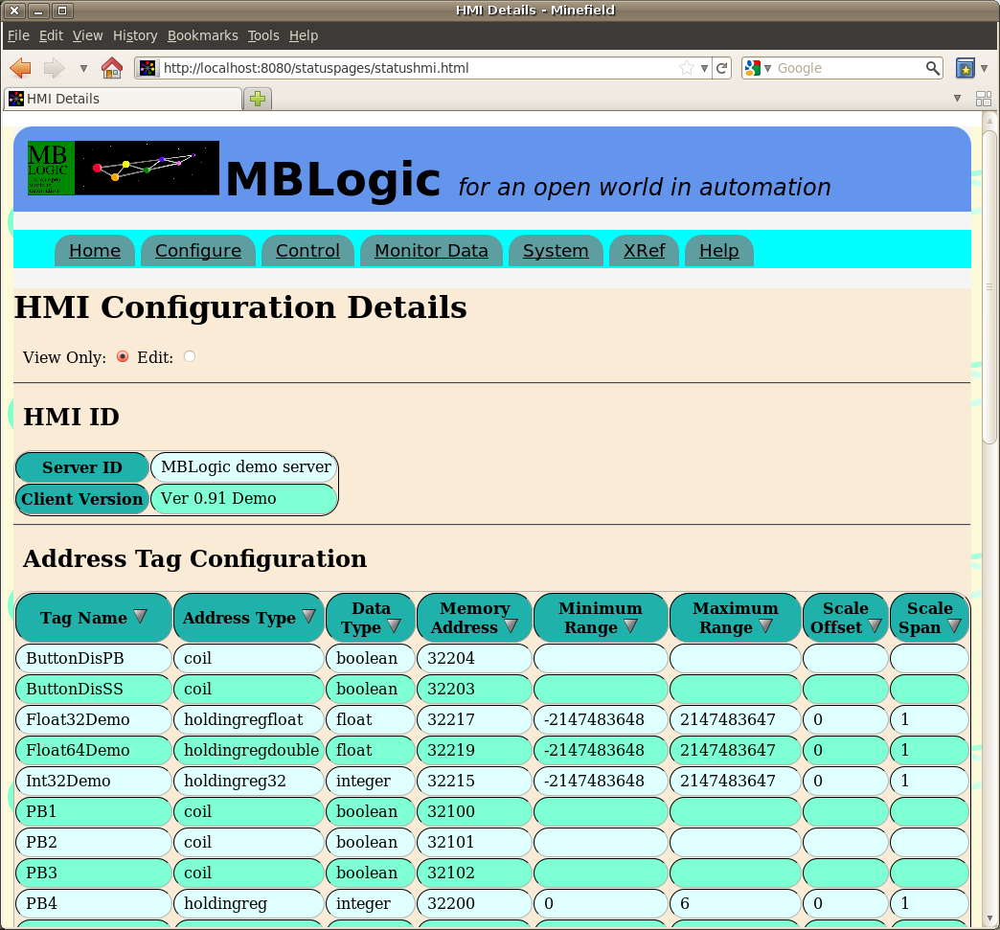 HMI Details - Minefield
File Edit View History Bookmarks Tools Help
http://localhost:8080/statuspages/statushmi.html Google
HMI Details
MB
LOGIC
MBLogic for an open world in automation
Home Configure Control Monitor Data System XRef Help
HMI Configuration Details
View Only: Edit:
HMI ID
Server ID MBLogic demo server
Client Version Ver 0.91 Demo
Address Tag Configuration
Tag Name Address Type Data Type Memory Address Minimum Range Maximum Range Scale Offset Scale Span
ButtonDisPB coil boolean 32204
ButtonDisSS coil boolean 32203
Float32Demo holdingregfloat float 32217 -2147483648 2147483647 0 1
Float64Demo holdingregdouble float 32219 -2147483648 2147483647 0 1
Int32Demo holdingreg32 integer 32215 -2147483648 2147483647 0 1
PB1 coil boolean 32100
PB2 coil boolean 32101
PB3 coil boolean 32102
PB4 holdingreg integer 32200 0 6 0 1